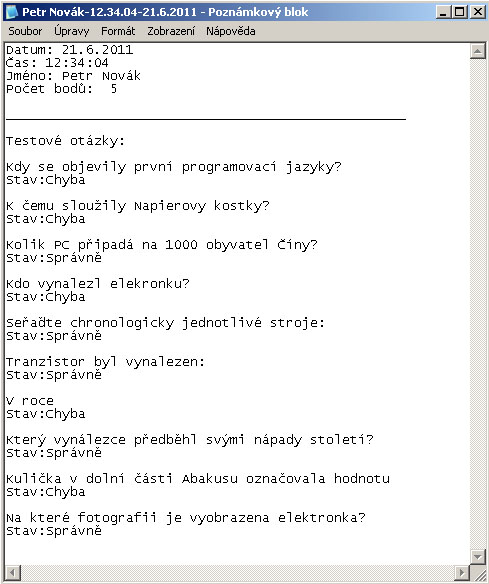 Petr Novák-12.34.04-21.6.2011 - Poznámkový blok
Soubor Úpravy Formát Zobrazení Nápověda
Datum: 21.6.2011
Čas: 12:34:04
Jméno: Petr Novák
Počet bodů: 5
Testové otázky:
Kdy se objevily první programovací jazyky?
Stav:Chyba
K čemu sloužily Napierovy kostky?
Stav:Chyba
Kolik PC připadá na 1000 obyvatel Číny?
Stav:Správně
Kdo vynalezl elekronku?
Stav:Chyba
Seřaďte chronologicky jednotlivé stroje:
Stav:Správně
Tranzistor byl vynalezen:
Stav:Správně
V roce
Stav:Chyba
Který vynálezce předběhl svými nápady století?
Stav:Správně
Kulička v dolní části Abakusu označovala hodnotu
Stav:Chyba
Na které fotografii je vyobrazena elektronka?
Stav:Správně